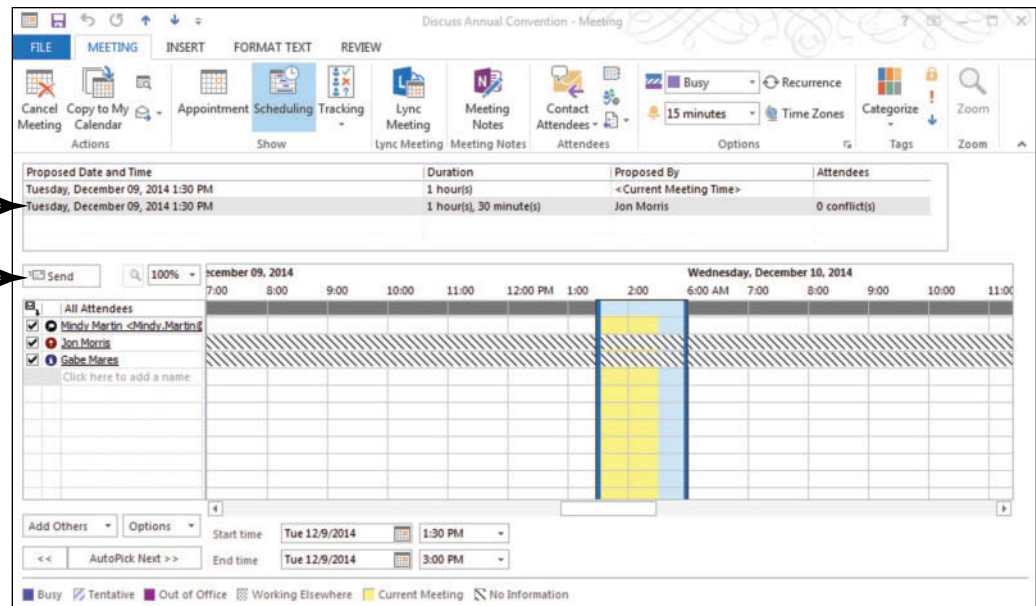 Discuss Annual Convention - Meeting
FILE MEETING INSERT FORMAT TEXT REVIEW
Cancel Meeting
Copy to My Calendar
Actions
Appointment
Scheduling
Tracking
Show
Lync Meeting
Lync Meeting
Meeting Notes
Meeting Notes
Contact Attendees
Attendees
Busy
15 minutes
Recurrence
Time Zones
Options
Categorize
Tags
Zoom
Zoom
Proposed Date and Time Duration Proposed By Attendees
Tuesday, December 09, 2014 1:30 PM 1 hour(s) <Current Meeting Time>
Tuesday, December 09, 2014 1:30 PM 1 hour(s), 30 minute(s) Jon Morris 0 conflict(s)
Send 100%
ecember 09, 2014 Wednesday, December 10, 2014
7:00 8:00 9:00 10:00 11:00 12:00 PM 1:00 2:00 6:00 AM 7:00 8:00 9:00 10:00 11:00
All Attendees
Mindy Martin <Mindy.Martin@
Jon Morris
Gabe Mares
Click here to add a name
Add Others Options
Start time Tue 12/9/2014 1:30 PM
<< AutoPick Next >>
End time Tue 12/9/2014 3:00 PM
Busy Tentative Out of Office Working Elsewhere Current Meeting No Information